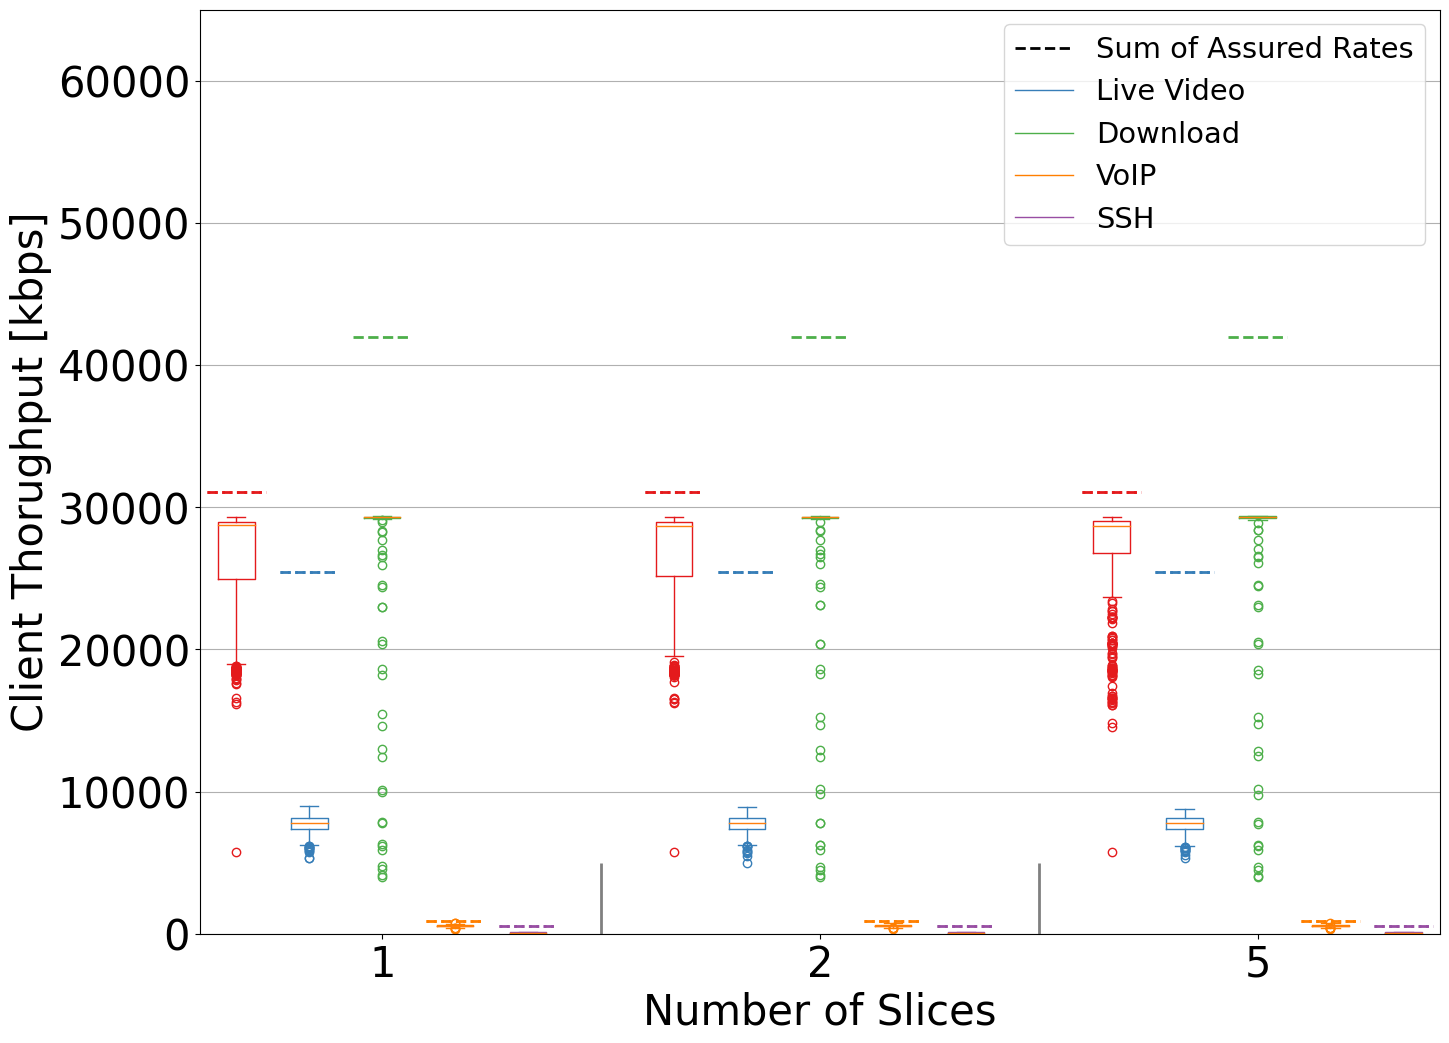 60000
50000
40000
30000
20000
10000
0
Client Thorughput [kbps]
Sum of Assured Rates
Live Video
Download
VoIP
SSH
1
2
5
Number of Slices